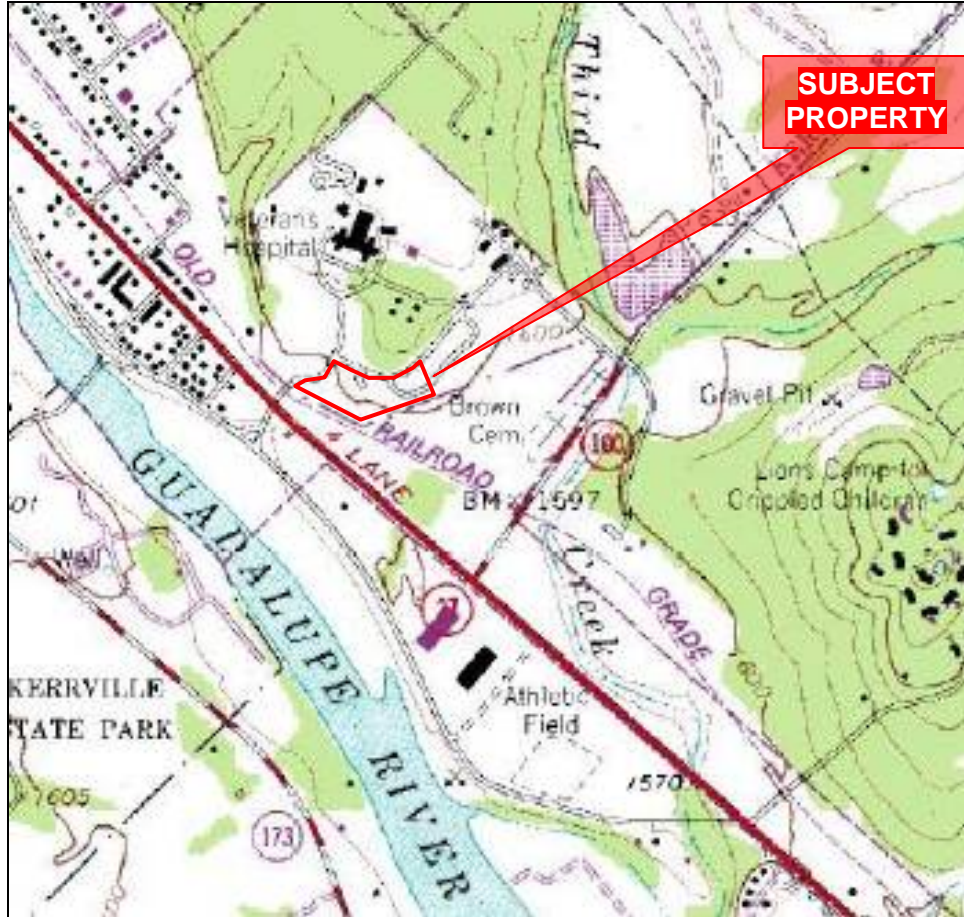 SUBJECT
PROPERTY
Third
Veterans
Hospital
OLD
Brown
Cem
RAILROAD
4 LANE
Gravel Pit
Lions Camp for
Crippled Children
BM
1597
GUADALUPE
RIVER
Creek
GRADE
KERRVILLE
STATE PARK
Athletic
Field
1570
1605
173